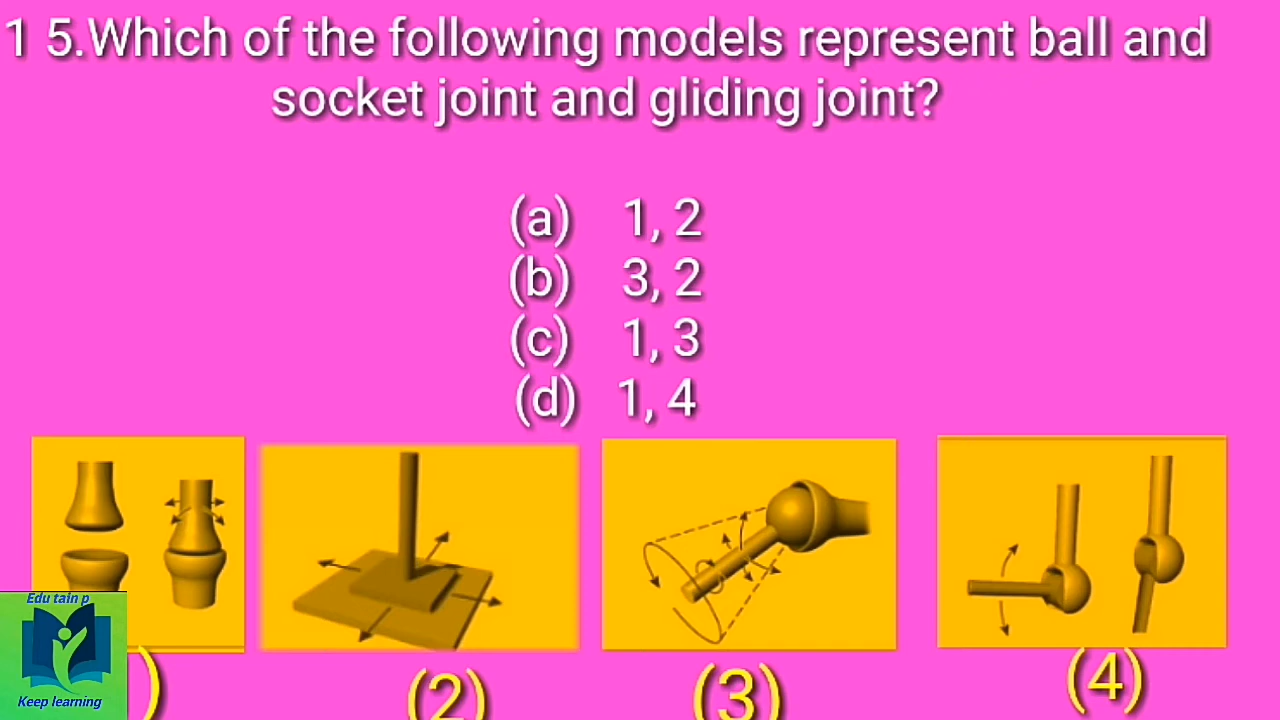 1 5.Which of the following models represent ball and
socket joint and gliding joint?
(a) 1, 2
(b) 3, 2
(c) 1, 3
(d) 1, 4
Edu tain p
Keep learning
)
(2)
(3)
(4)